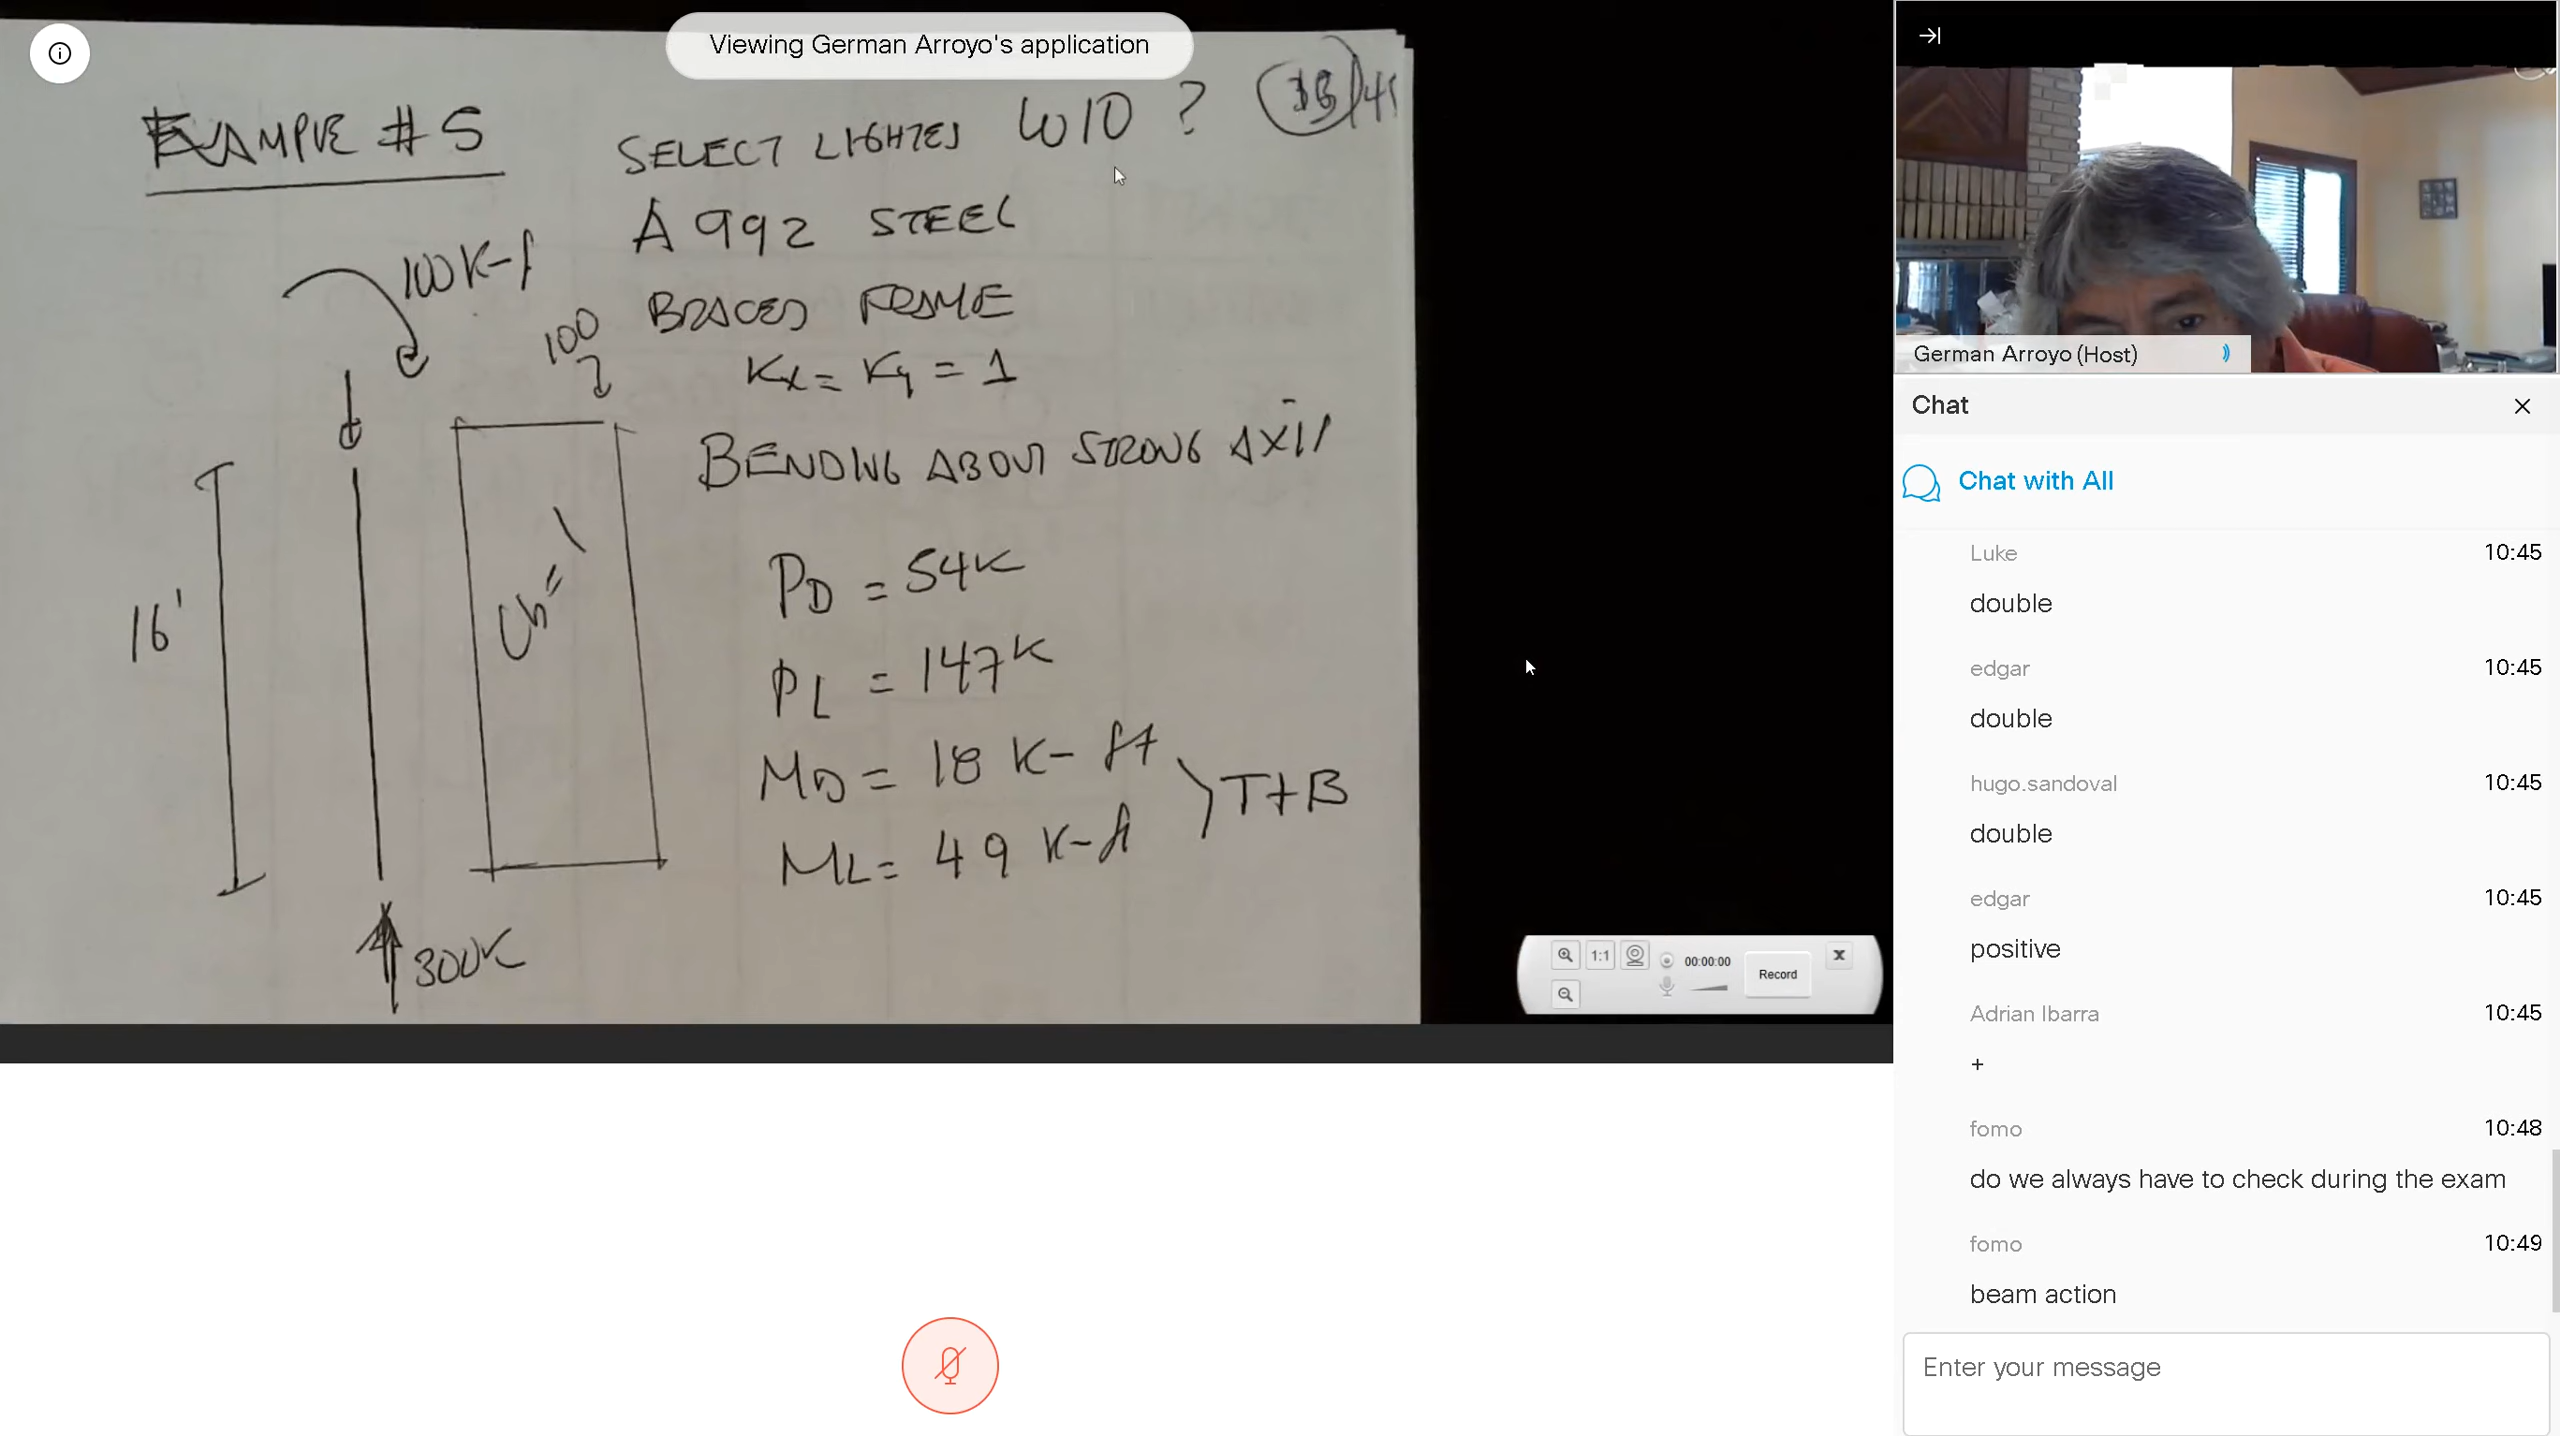 Viewing German Arroyo's application
EXAMPLE #5
SELECT LIGHTES W10 ?
A992 STEEL
100K-f
BRACED FRAME
100
Kx = Ky = 1
BENDING ABOUT STRONG AXIS
16'
Cb = 1
PD = 54K
PL = 147K
MD = 18 K-ft
T+B
ML = 49 K-ft
300K
1:1
00:00:00
Record
x
German Arroyo (Host)
Chat
Chat with All
Luke 10:45
double
edgar 10:45
double
hugo.sandoval 10:45
double
edgar 10:45
positive
Adrian Ibarra 10:45
+
fomo 10:48
do we always have to check during the exam
fomo 10:49
beam action
Enter your message